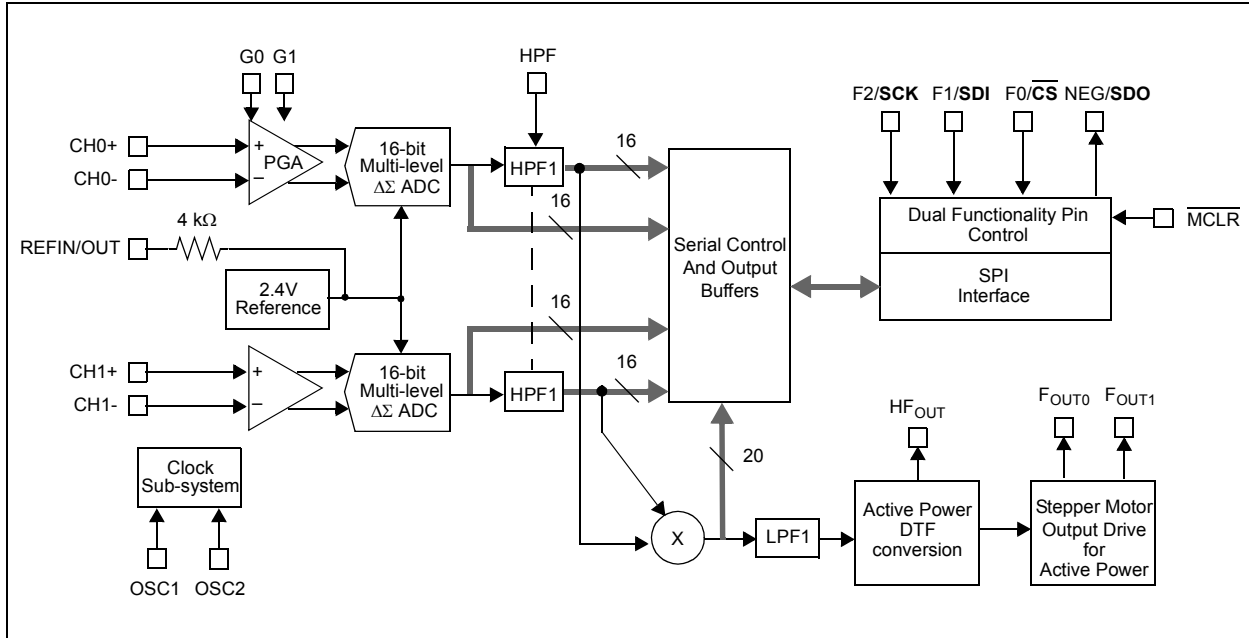 G0 G1
HPF
F2/SCK F1/SDI F0/CS NEG/SDO
CH0+
CH0-
+
–
PGA
16-bit
Multi-level
ΔΣ ADC
HPF1
16
16
Serial Control
And Output
Buffers
Dual Functionality Pin
Control
MCLR
SPI
Interface
4 kΩ
REFIN/OUT
2.4V
Reference
16
16
CH1+
CH1-
+
–
16-bit
Multi-level
ΔΣ ADC
HPF1
20
Clock
Sub-system
OSC1 OSC2
X
LPF1
HFOUT
Active Power
DTF
conversion
FOUT0 FOUT1
Stepper Motor
Output Drive
for
Active Power